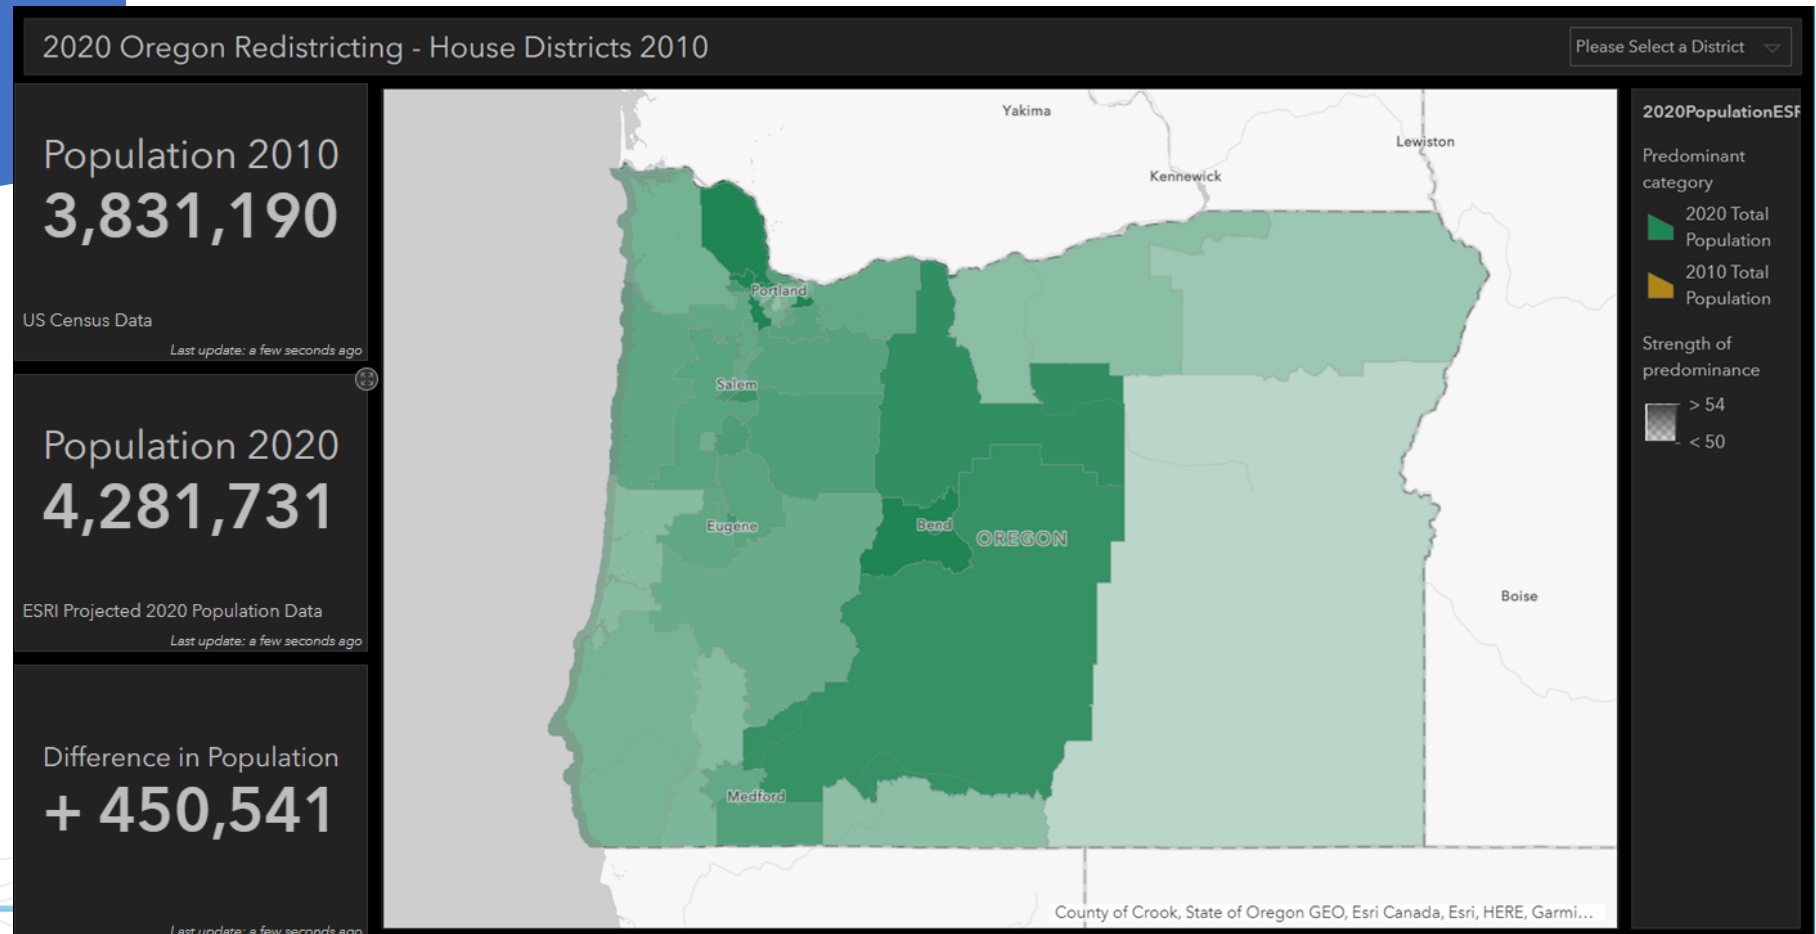 2020 Oregon Redistricting - House Districts 2010
Please Select a District
Population 2010
3,831,190
US Census Data
Last update: a few seconds ago
Population 2020
4,281,731
ESRI Projected 2020 Population Data
Last update: a few seconds ago
Difference in Population
+ 450,541
Last update: a few seconds ago
Yakima
Lewiston
Kennewick
Portland
Salem
Eugene
Bend
OREGON
Boise
Medford
County of Crook, State of Oregon GEO, Esri Canada, Esri, HERE, Garmi...
2020PopulationESR
Predominant
category
2020 Total
Population
2010 Total
Population
Strength of
predominance
> 54
< 50